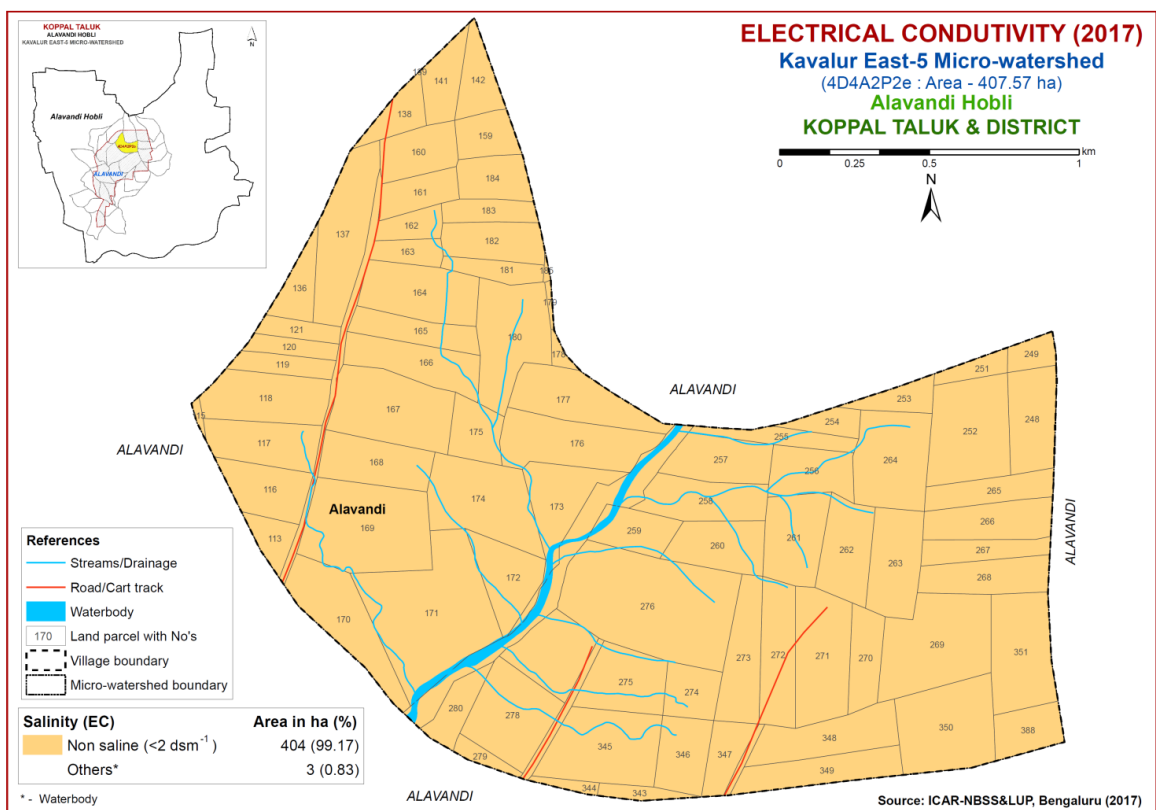 KOPPAL TALUK
ALAVANDI HOBLI
KAVALUR EAST-5 MICRO-WATERSHED
N
Alavandi Hobli
4D4A2P2e
ALAVANDI
ELECTRICAL CONDUTIVITY (2017)
Kavalur East-5 Micro-watershed
(4D4A2P2e : Area - 407.57 ha)
Alavandi Hobli
KOPPAL TALUK & DISTRICT
km
0 0.25 0.5 1
N
139 141 142
138
159
160
184
161
183
162
137
182
163
181 185
136
164
179
121
165
180
120
166
178
119
249
251
118
177
253
252
248
ALAVANDI
167
254
175
255
117
176
ALAVANDI
257
264
168
256
116
174
265
258
173
Alavandi
169
266
113
259
260
261
262
267
263
172
268
ALAVANDI
276
171
170
273
272
271
270
269
351
275
274
280
278
350
388
348
279
345
346
347
349
344
343
ALAVANDI
References
Streams/Drainage
Road/Cart track
Waterbody
170 Land parcel with No's
Village boundary
Micro-watershed boundary
Salinity (EC) Area in ha (%)
Non saline (<2 dsm⁻¹ ) 404 (99.17)
Others* 3 (0.83)
* - Waterbody
Source: ICAR-NBSS&LUP, Bengaluru (2017)